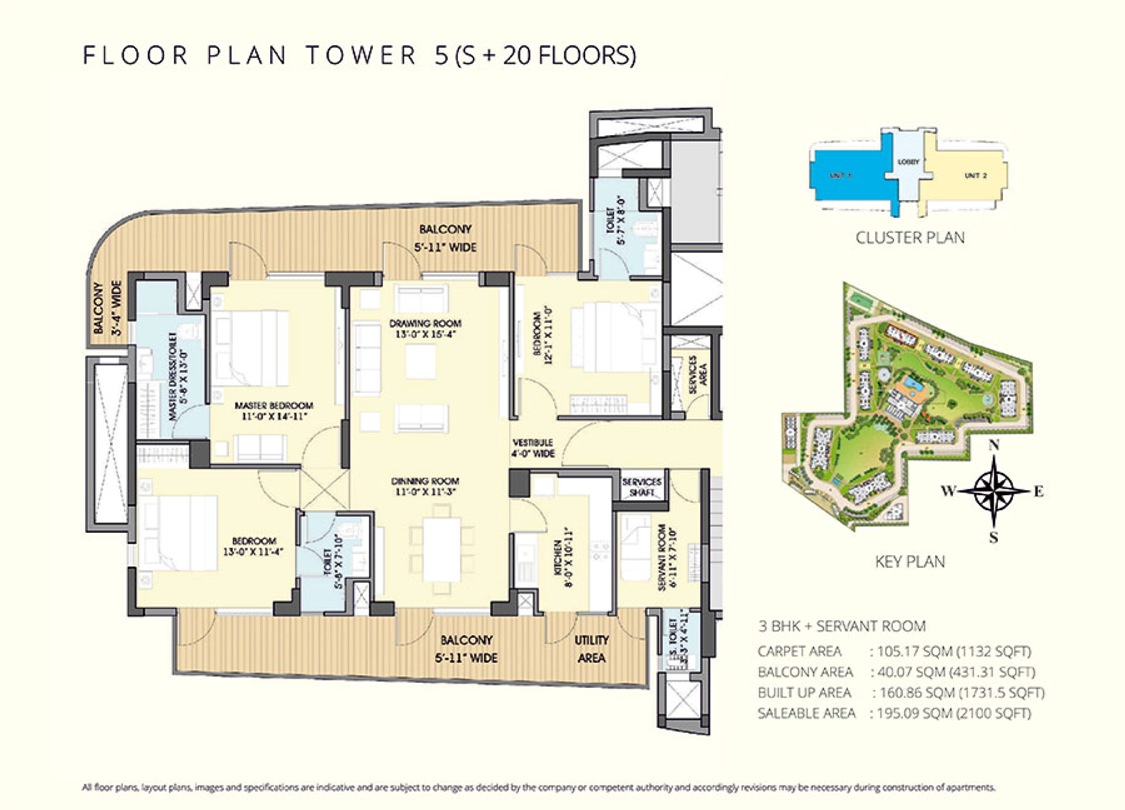 FLOOR PLAN TOWER 5 (S + 20 FLOORS)
BALCONY
5'-11" WIDE
BALCONY
3'-4" WIDE
TOILET
5'-7" X 8'-0"
MASTER DRESS/TOILET
5'-8" X 13'-0"
MASTER BEDROOM
11'-0" X 14'-11"
DRAWING ROOM
13'-0" X 15'-4"
BEDROOM
12'-1" X 11'-0"
SERVICES
AREA
VESTIBULE
4'-0" WIDE
DINNING ROOM
11'-0" X 11'-3"
SERVICES
SHAFT
BEDROOM
13'-0" X 11'-4"
TOILET
5'-8" X 7'-10"
KITCHEN
8'-0" X 10'-11"
SERVANT ROOM
6'-11" X 7'-10"
S. TOILET
X 4'-11"
BALCONY
5'-11" WIDE
UTILITY
AREA
UNIT 1
LOBBY
UNIT 2
CLUSTER PLAN
N
W
E
S
KEY PLAN
3 BHK + SERVANT ROOM
CARPET AREA : 105.17 SQM (1132 SQFT)
BALCONY AREA : 40.07 SQM (431.31 SQFT)
BUILT UP AREA : 160.86 SQM (1731.5 SQFT)
SALEABLE AREA : 195.09 SQM (2100 SQFT)
All floor plans, layout plans, images and specifications are indicative and are subject to change as decided by the company or competent authority and accordingly revisions may be necessary during construction of apartments.